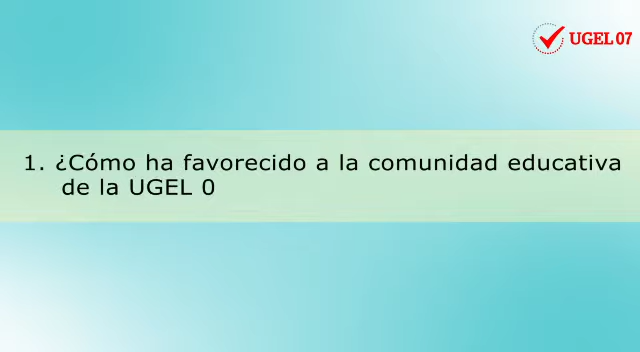 UGEL 07
1. ¿Cómo ha favorecido a la comunidad educativa
de la UGEL 0